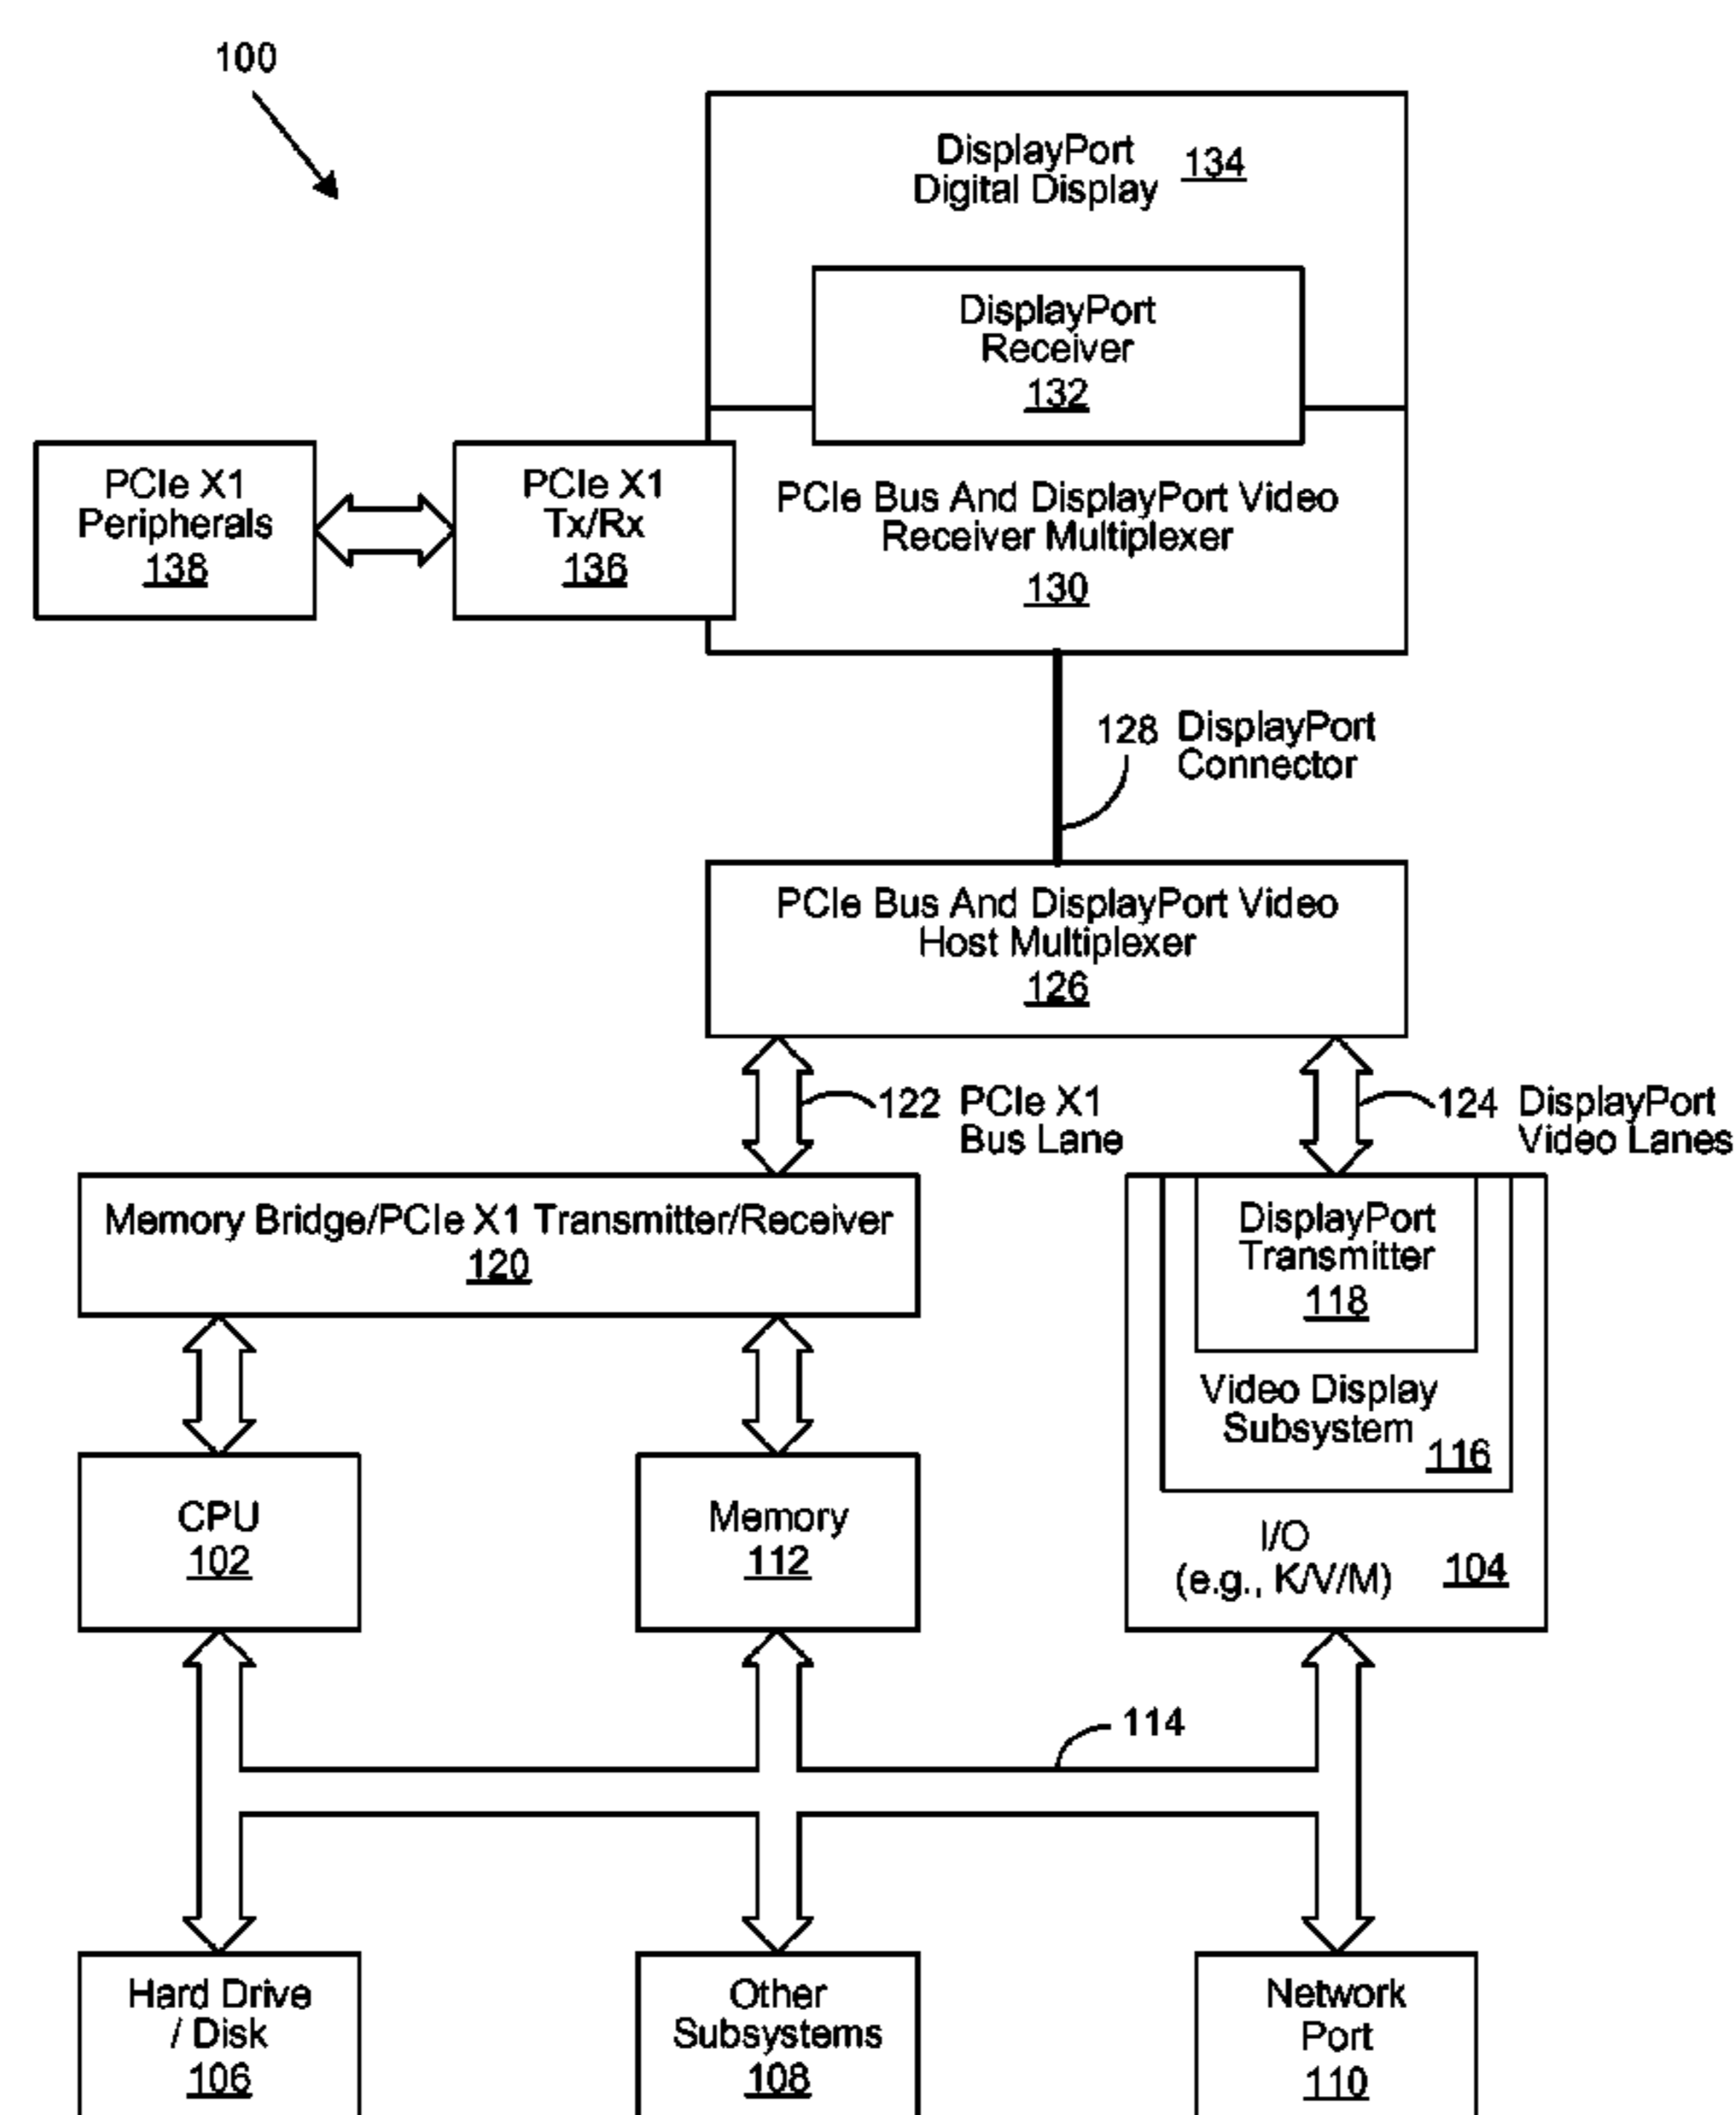 100
DisplayPort
Digital Display
134
DisplayPort
Receiver
132
PCIe X1
Peripherals
138
PCIe X1
Tx/Rx
136
PCIe Bus And DisplayPort Video
Receiver Multiplexer
130
128 DisplayPort
Connector
PCIe Bus And DisplayPort Video
Host Multiplexer
126
122 PCIe X1
Bus Lane
124 DisplayPort
Video Lanes
Memory Bridge/PCIe X1 Transmitter/Receiver
120
DisplayPort
Transmitter
118
Video Display
Subsystem
116
CPU
102
Memory
112
I/O
(e.g., K/V/M)
104
114
Hard Drive
/ Disk
106
Other
Subsystems
108
Network
Port
110